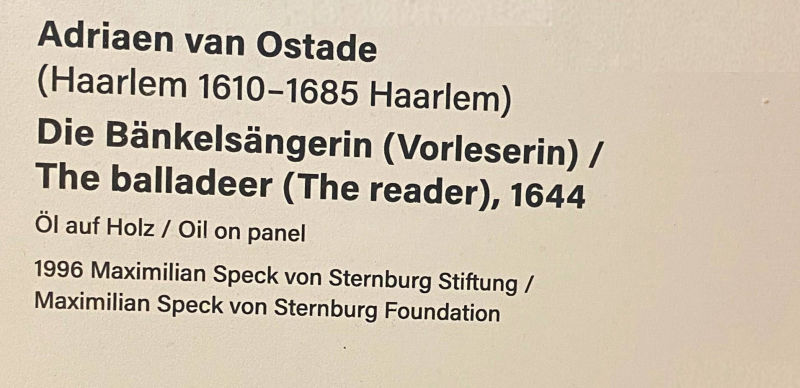 Adriaen van Ostade
(Haarlem 1610–1685 Haarlem)
Die Bänkelsängerin (Vorleserin) /
The balladeer (The reader), 1644
Öl auf Holz / Oil on panel
1996 Maximilian Speck von Sternburg Stiftung /
Maximilian Speck von Sternburg Foundation